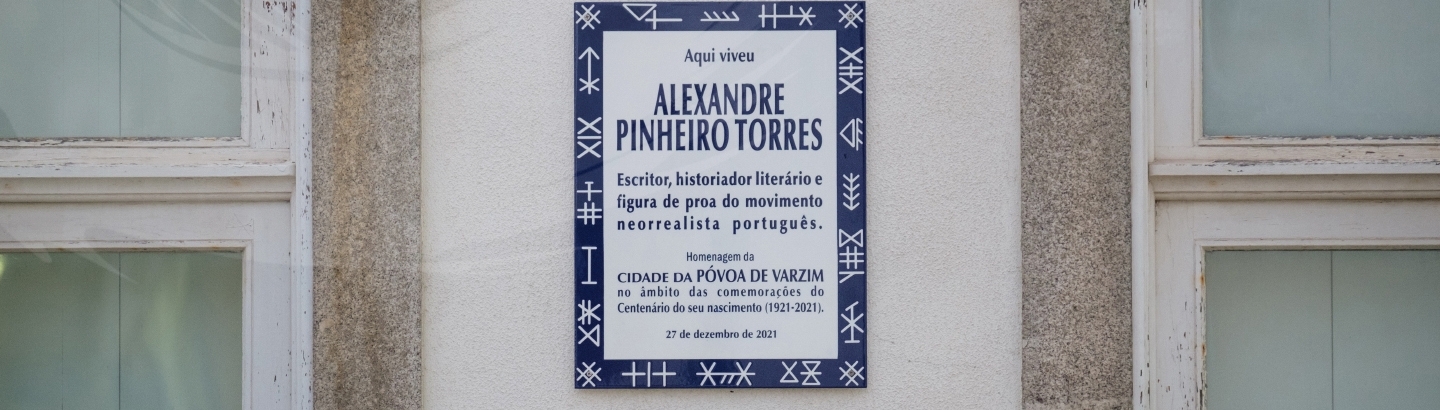 Aqui viveu
ALEXANDRE
PINHEIRO TORRES
Escritor, historiador literário e
figura de proa do movimento
neorrealista português.
Homenagem da
CIDADE DA PÓVOA DE VARZIM
no âmbito das comemorações do
Centenário do seu nascimento (1921-2021).
27 de dezembro de 2021